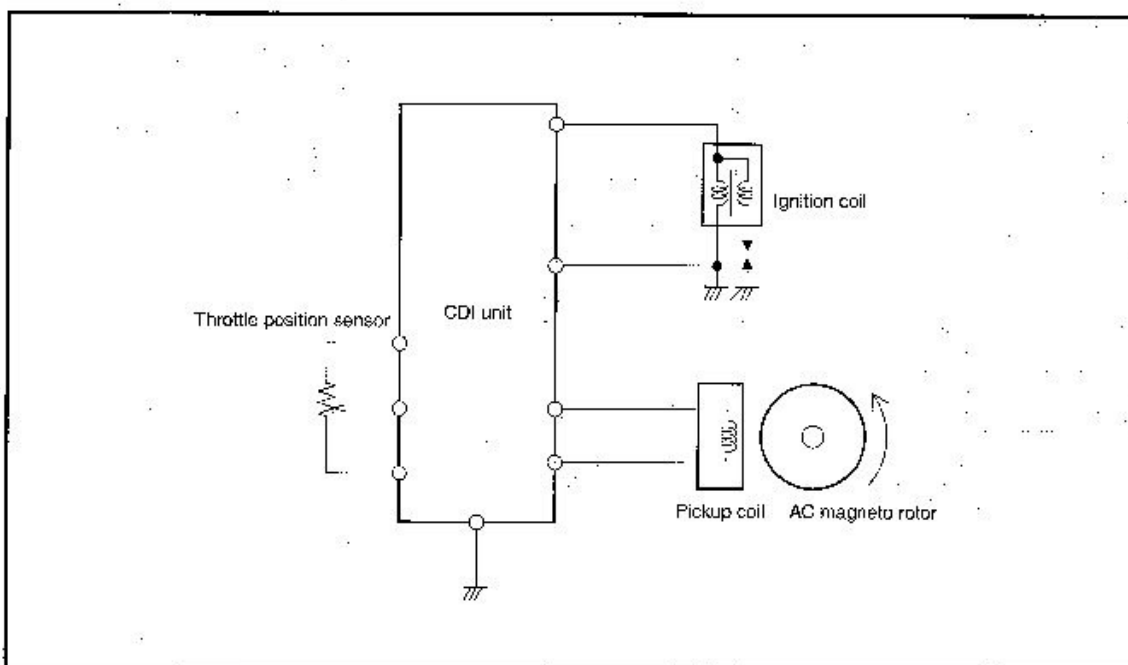 Ignition coil
Throttle position sensor
CDI unit
Pickup coil
AC magneto rotor